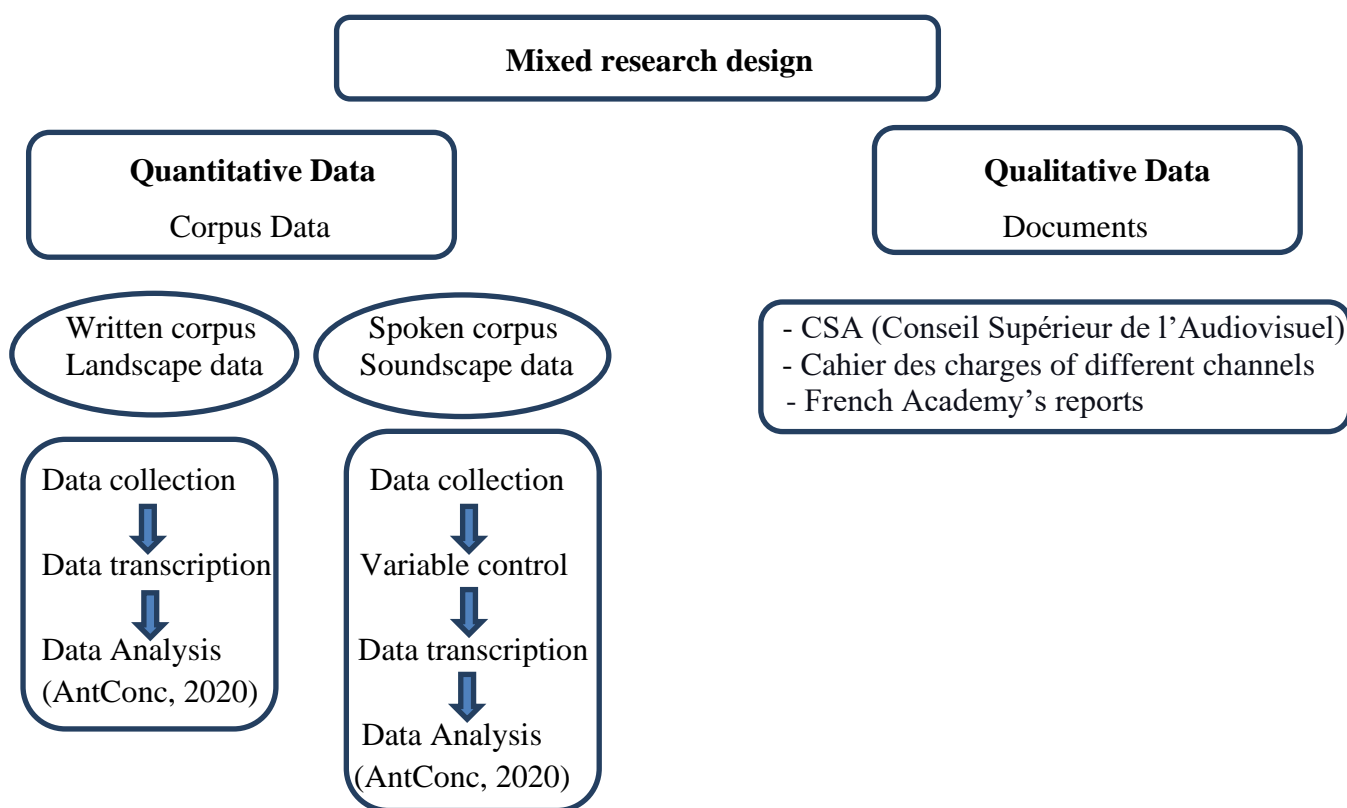 Mixed research design
Quantitative Data
Corpus Data
Qualitative Data
Documents
Written corpus
Landscape data
Spoken corpus
Soundscape data
- CSA (Conseil Supérieur de l’Audiovisuel)
- Cahier des charges of different channels
- French Academy’s reports
Data collection
Data transcription
Data Analysis
(AntConc, 2020)
Data collection
Variable control
Data transcription
Data Analysis
(AntConc, 2020)